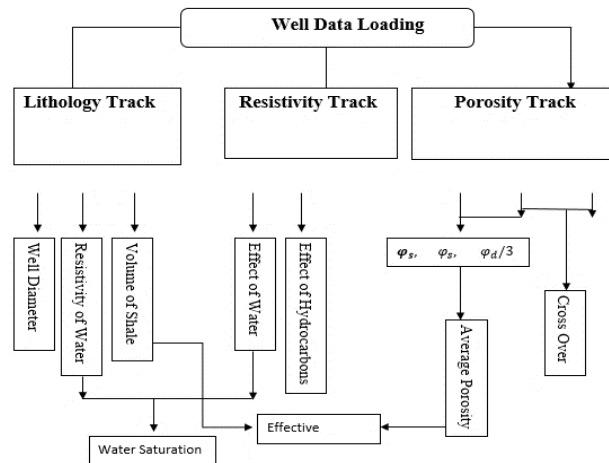 Well Data Loading
Lithology Track
Resistivity Track
Porosity Track
Well Diameter
Resistivity of Water
Volume of Shale
Effect of Water
Effect of Hydrocarbons
φₛ, φₛ, φ_d/3
Cross Over
Average Porosity
Effective
Water Saturation